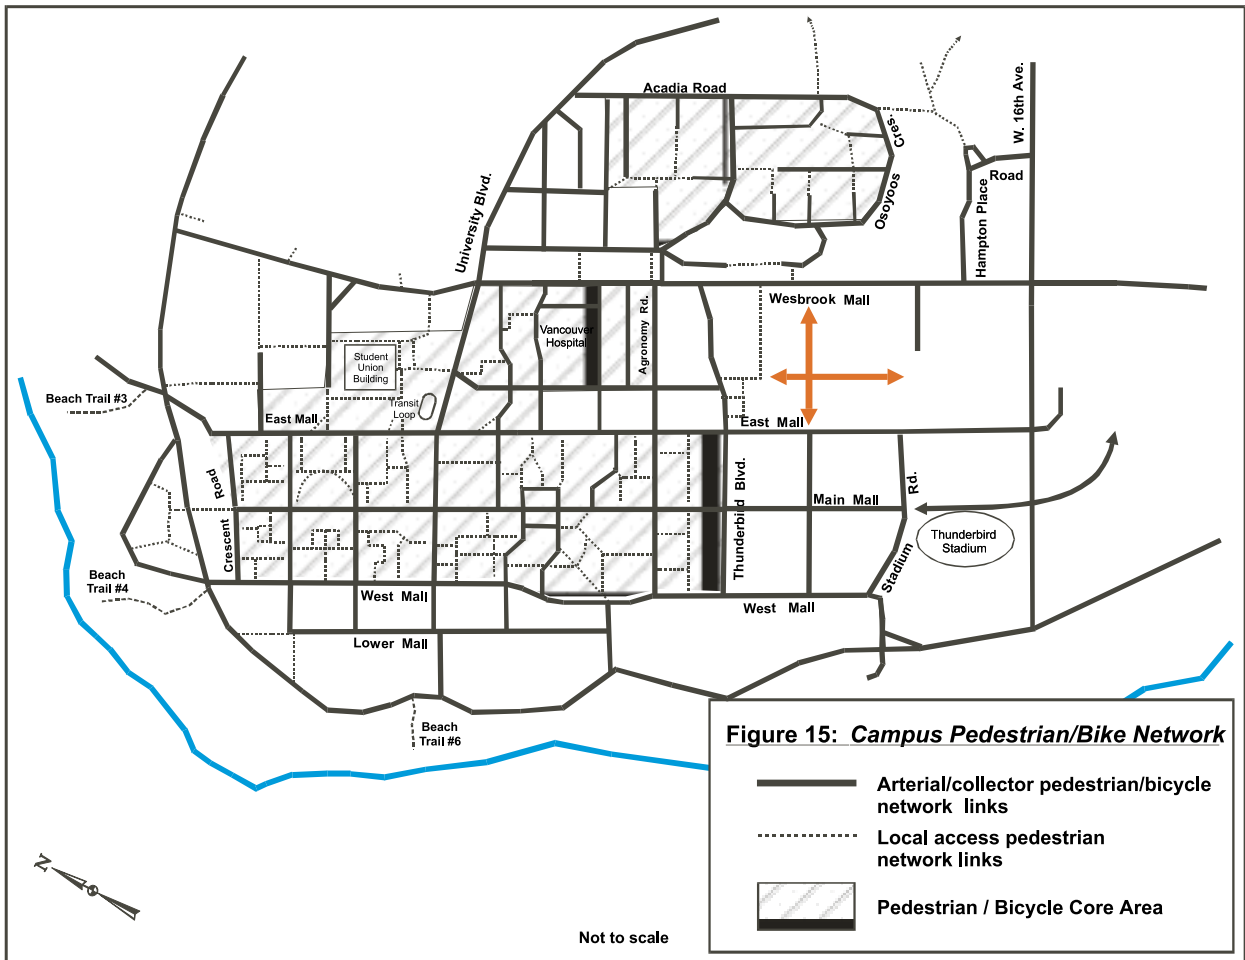 Acadia Road
W. 16th Ave.
Cres.
Osoyoos
Road
Hampton Place
University Blvd.
Wesbrook Mall
Vancouver
Hospital
Agronomy Rd.
Student
Union
Building
Transit
Loop
Beach Trail #3
East Mall
East Mall
Road
Crescent
Thunderbird Blvd.
Main Mall
Rd.
Stadium
Thunderbird
Stadium
Beach
Trail #4
West Mall
West Mall
Lower Mall
Beach
Trail #6
Figure 15: Campus Pedestrian/Bike Network
Arterial/collector pedestrian/bicycle
network links
Local access pedestrian
network links
Pedestrian / Bicycle Core Area
N
Not to scale